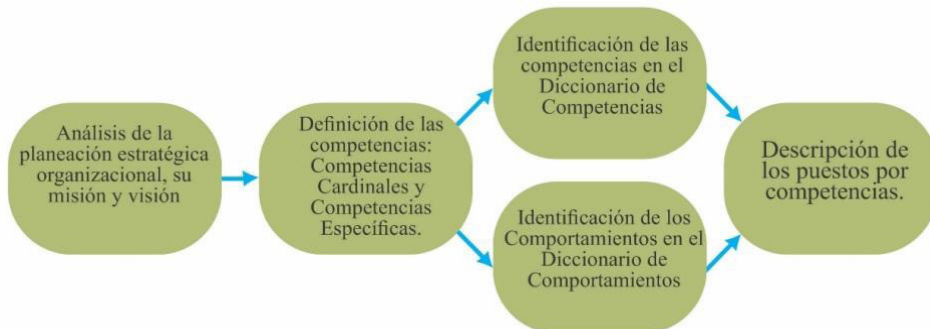 Análisis de la
planeación estratégica
organizacional, su
misión y visión
Definición de las
competencias:
Competencias
Cardinales y
Competencias
Específicas.
Identificación de las
competencias en el
Diccionario de
Competencias
Identificación de los
Comportamientos en el
Diccionario de
Comportamientos
Descripción de
los puestos por
competencias.